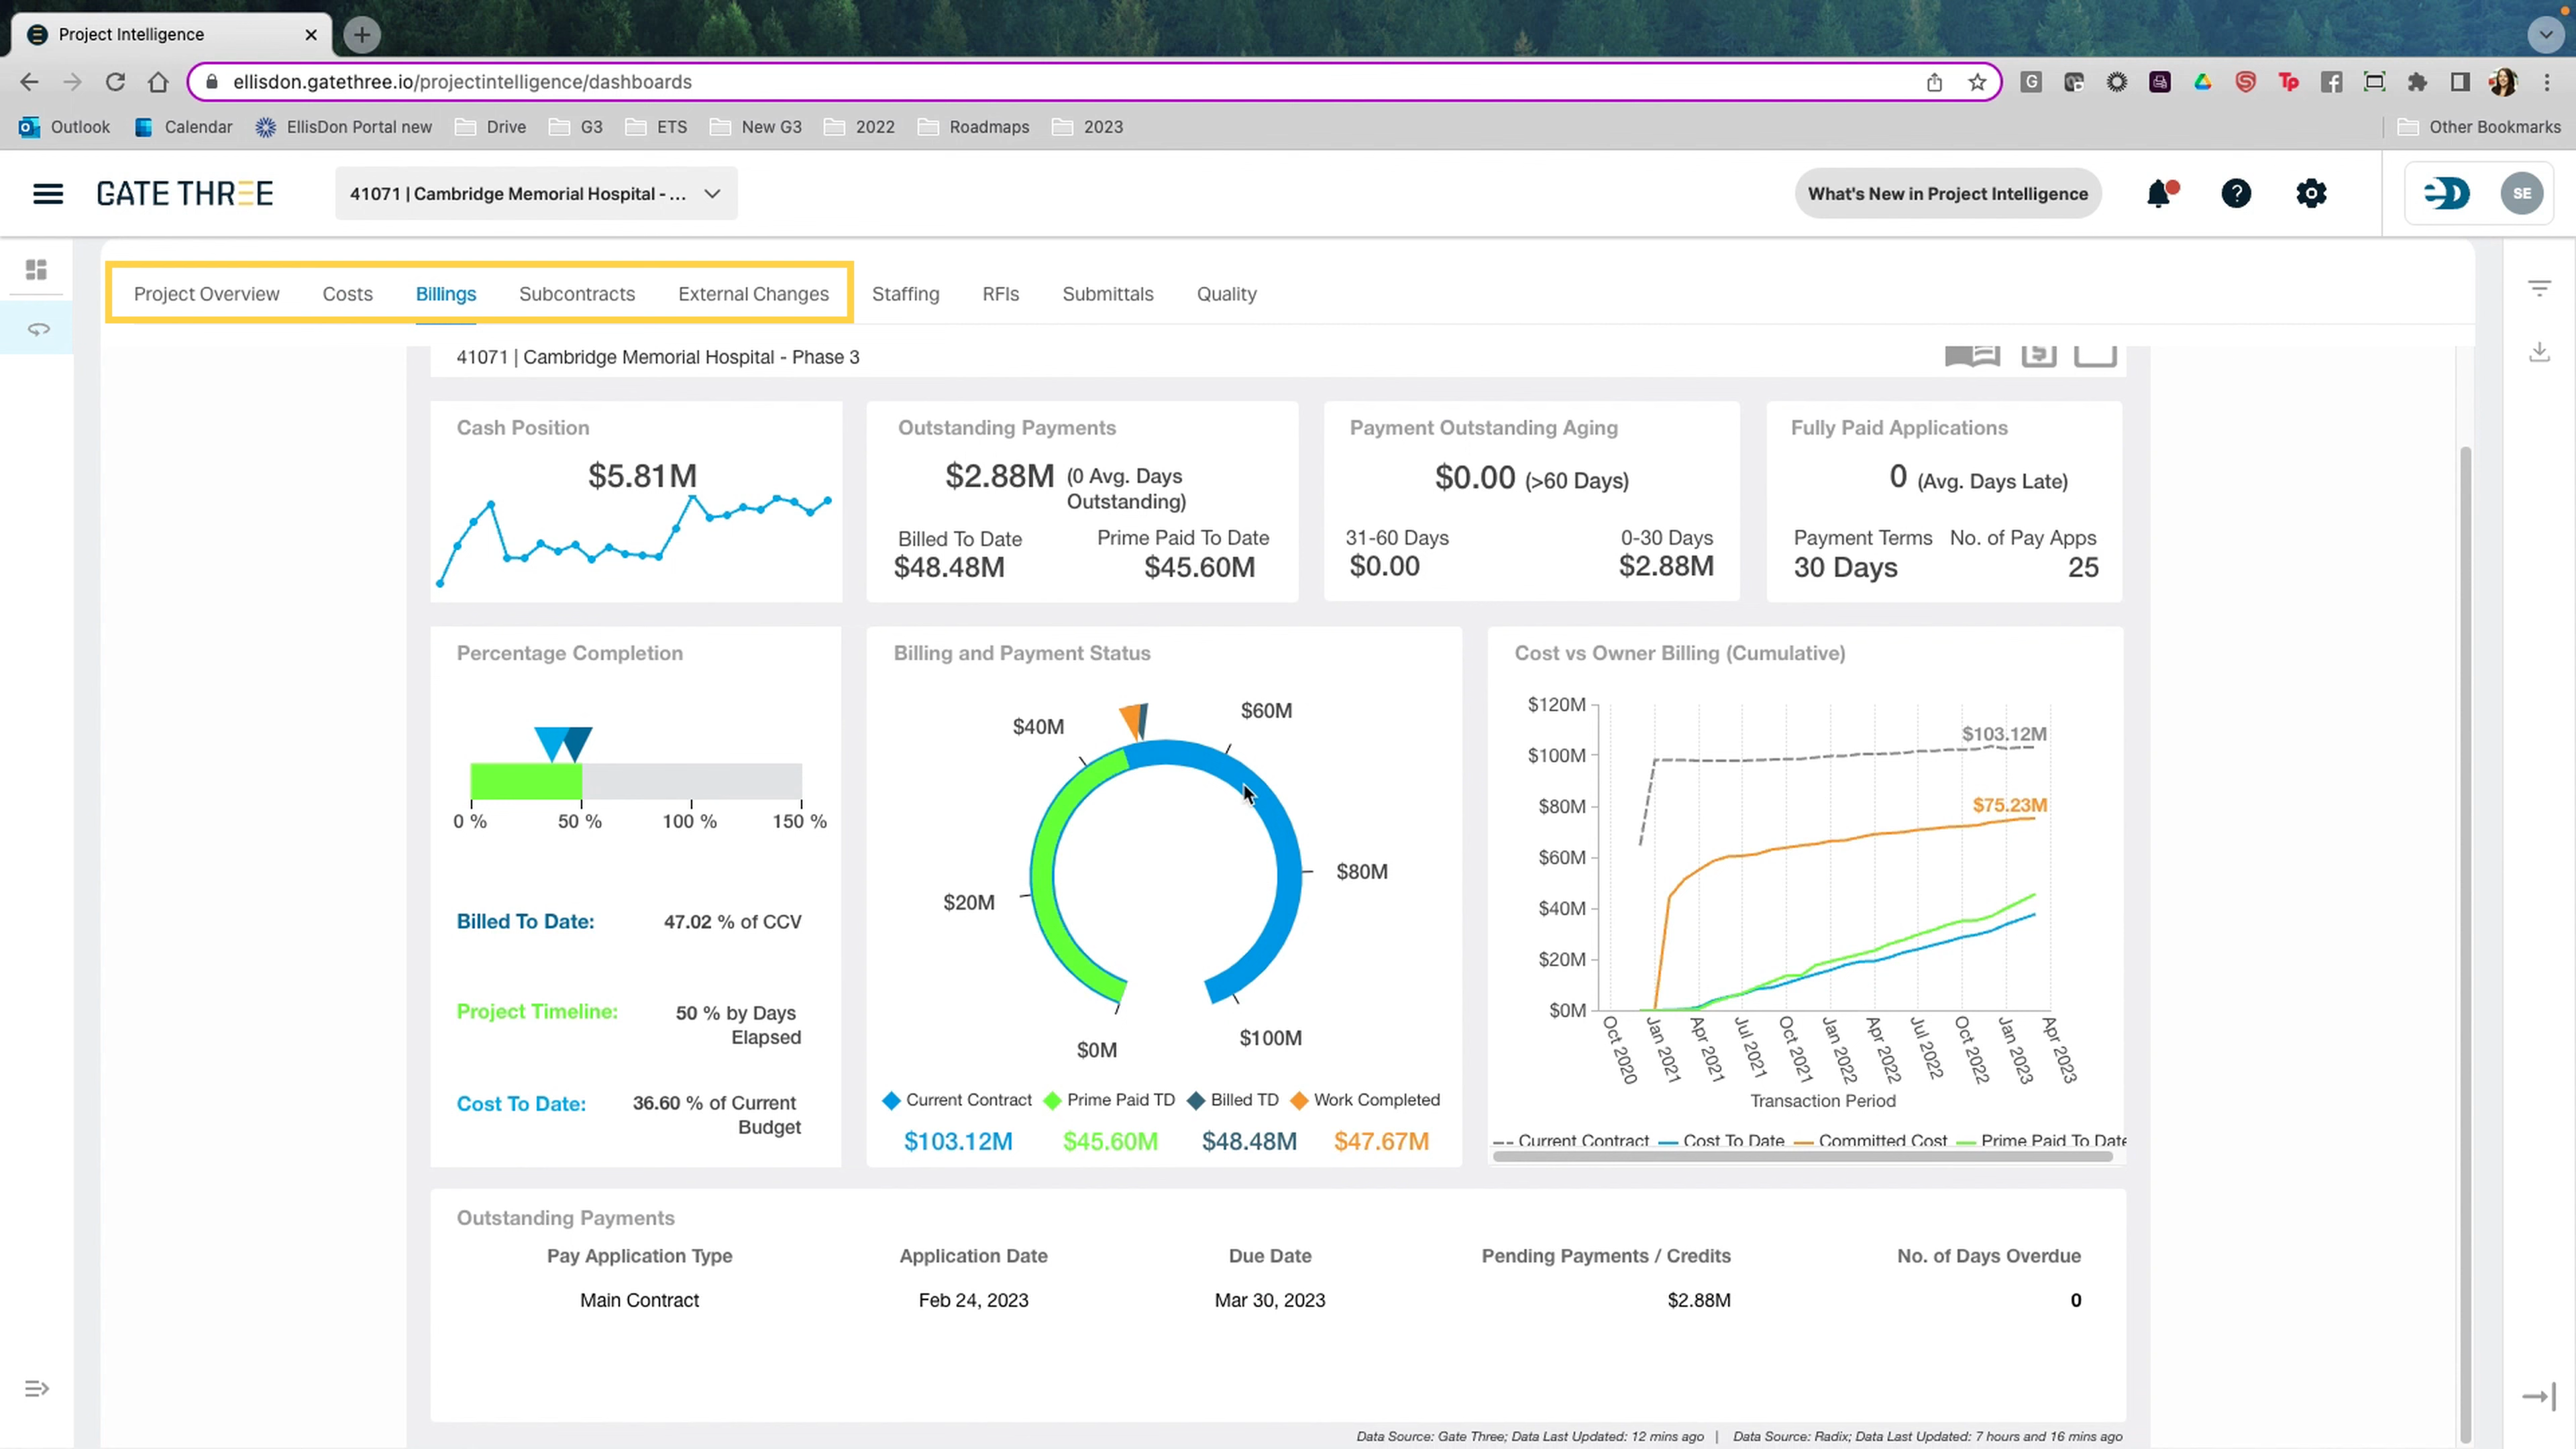 Project Intelligence
ellisdon.gatethree.io/projectintelligence/dashboards
Outlook Calendar EllisDon Portal new Drive G3 ETS New G3 2022 Roadmaps 2023 Other Bookmarks
GATE THREE 41071 | Cambridge Memorial Hospital - ... What's New in Project Intelligence SE
Project Overview Costs Billings Subcontracts External Changes Staffing RFIs Submittals Quality
41071 | Cambridge Memorial Hospital - Phase 3
Cash Position
$5.81M
Outstanding Payments
$2.88M (0 Avg. Days
Outstanding)
Billed To Date Prime Paid To Date
$48.48M $45.60M
Payment Outstanding Aging
$0.00 (>60 Days)
31-60 Days 0-30 Days
$0.00 $2.88M
Fully Paid Applications
0 (Avg. Days Late)
Payment Terms No. of Pay Apps
30 Days 25
Percentage Completion
0 % 50 % 100 % 150 %
Billed To Date: 47.02 % of CCV
Project Timeline: 50 % by Days
Elapsed
Cost To Date: 36.60 % of Current
Budget
Billing and Payment Status
$40M $60M
$20M $80M
$0M $100M
Current Contract Prime Paid TD Billed TD Work Completed
$103.12M $45.60M $48.48M $47.67M
Cost vs Owner Billing (Cumulative)
$120M
$103.12M
$100M
$80M $75.23M
$60M
$40M
$20M
$0M
Oct 2020 Jan 2021 Apr 2021 Jul 2021 Oct 2021 Jan 2022 Apr 2022 Jul 2022 Oct 2022 Jan 2023 Apr 2023
Transaction Period
Current Contract Cost To Date Committed Cost Prime Paid To Date
Outstanding Payments
Pay Application Type Application Date Due Date Pending Payments / Credits No. of Days Overdue
Main Contract Feb 24, 2023 Mar 30, 2023 $2.88M 0
Data Source: Gate Three; Data Last Updated: 12 mins ago | Data Source: Radix; Data Last Updated: 7 hours and 16 mins ago